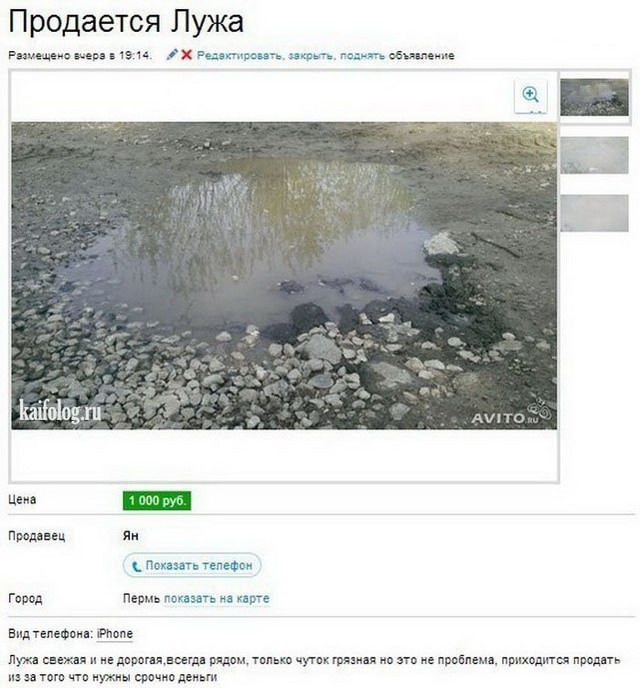 Продается Лужа
Размещено вчера в 19:14. Редактировать, закрыть, поднять объявление
kaifolog.ru
AVITO.RU
Цена 1 000 руб.
Продавец Ян
Показать телефон
Город Пермь показать на карте
Вид телефона: iPhone
Лужа свежая и не дорогая,всегда рядом, только чуток грязная но это не проблема, приходится продать
из за того что нужны срочно деньги